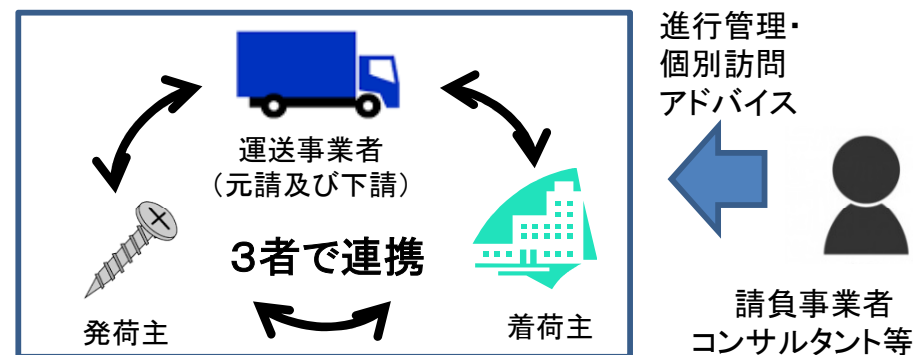 運送事業者
（元請及び下請）
３者で連携
発荷主
着荷主
進行管理・
個別訪問
アドバイス
請負事業者
コンサルタント等